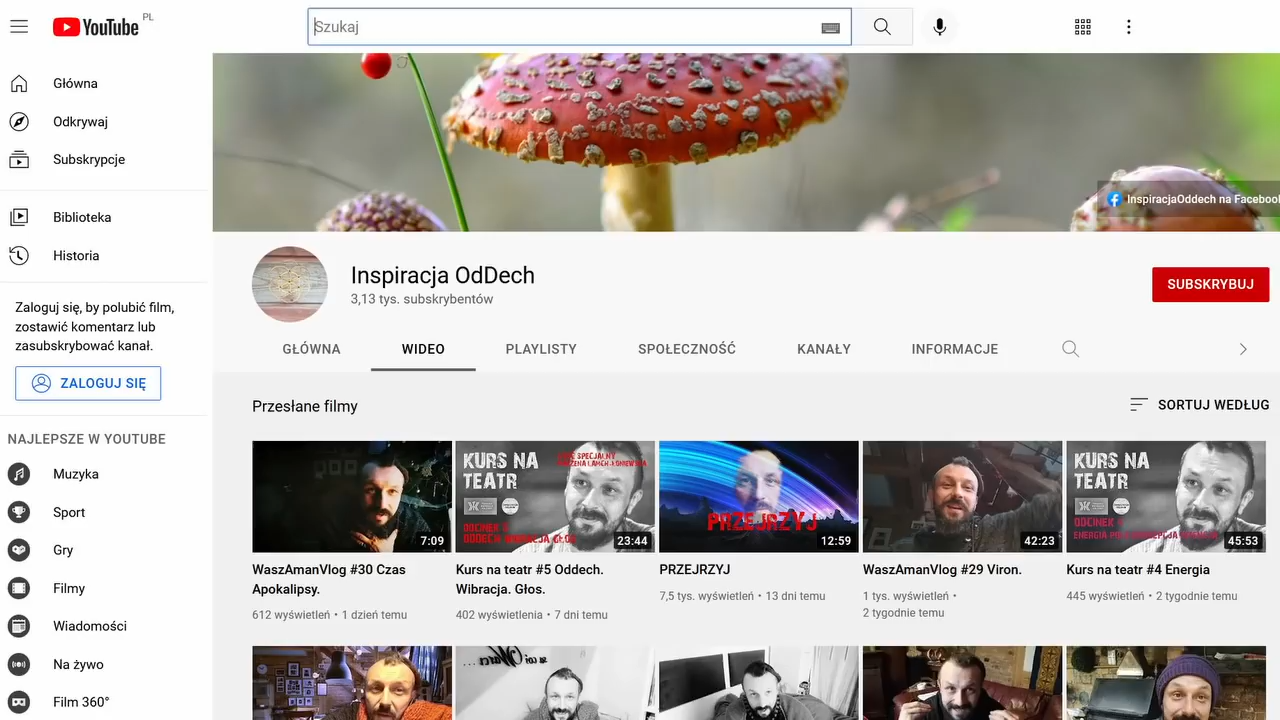 YouTube PL
Szukaj
Główna
Odkrywaj
Subskrypcje
Biblioteka
Historia
Zaloguj się, by polubić film,
zostawić komentarz lub
zasubskrybować kanał.
ZALOGUJ SIĘ
NAJLEPSZE W YOUTUBE
Muzyka
Sport
Gry
Filmy
Wiadomości
Na żywo
Film 360°
InspiracjaOddech na Facebook
Inspiracja OdDech
3,13 tys. subskrybentów
SUBSKRYBUJ
GŁÓWNA WIDEO PLAYLISTY SPOŁECZNOŚĆ KANAŁY INFORMACJE
Przesłane filmy
SORTUJ WEDŁUG
7:09
WaszAmanVlog #30 Czas
Apokalipsy.
612 wyświetleń • 1 dzień temu
KURS NA
TEATR
23:44
Kurs na teatr #5 Oddech.
Wibracja. Głos.
402 wyświetlenia • 7 dni temu
PRZEJRZYJ
12:59
PRZEJRZYJ
7,5 tys. wyświetleń • 13 dni temu
42:23
WaszAmanVlog #29 Viron.
1 tys. wyświetleń •
2 tygodnie temu
KURS NA
TEATR
45:53
Kurs na teatr #4 Energia
445 wyświetleń • 2 tygodnie temu